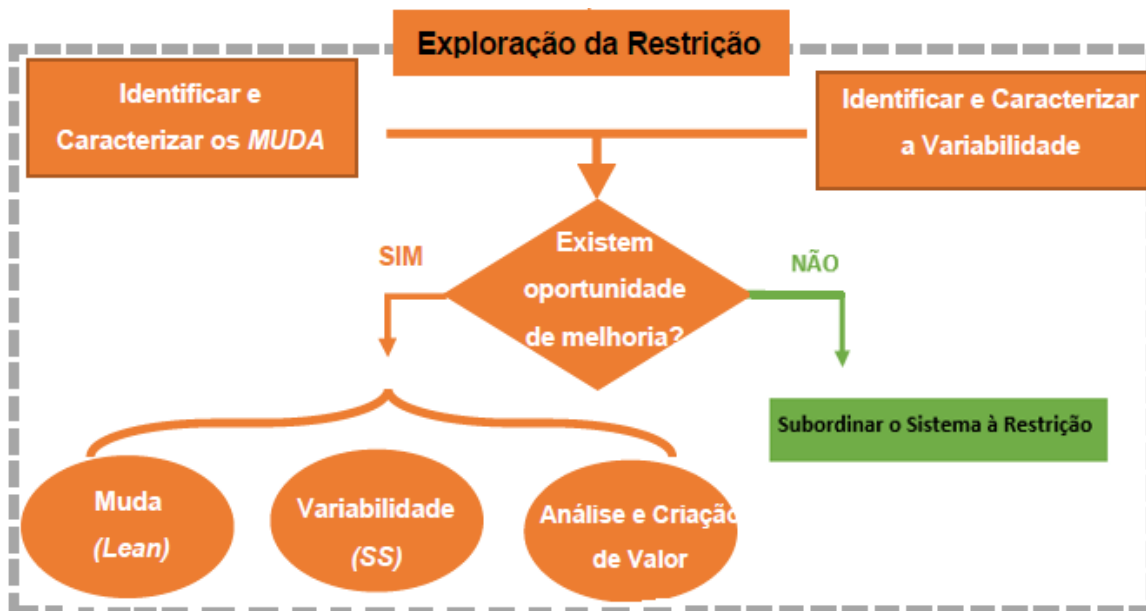 Exploração da Restrição
Identificar e
Caracterizar os MUDA
Identificar e Caracterizar
a Variabilidade
Existem
oportunidade
de melhoria?
SIM
NÃO
Subordinar o Sistema à Restrição
Muda
(Lean)
Variabilidade
(SS)
Análise e Criação
de Valor